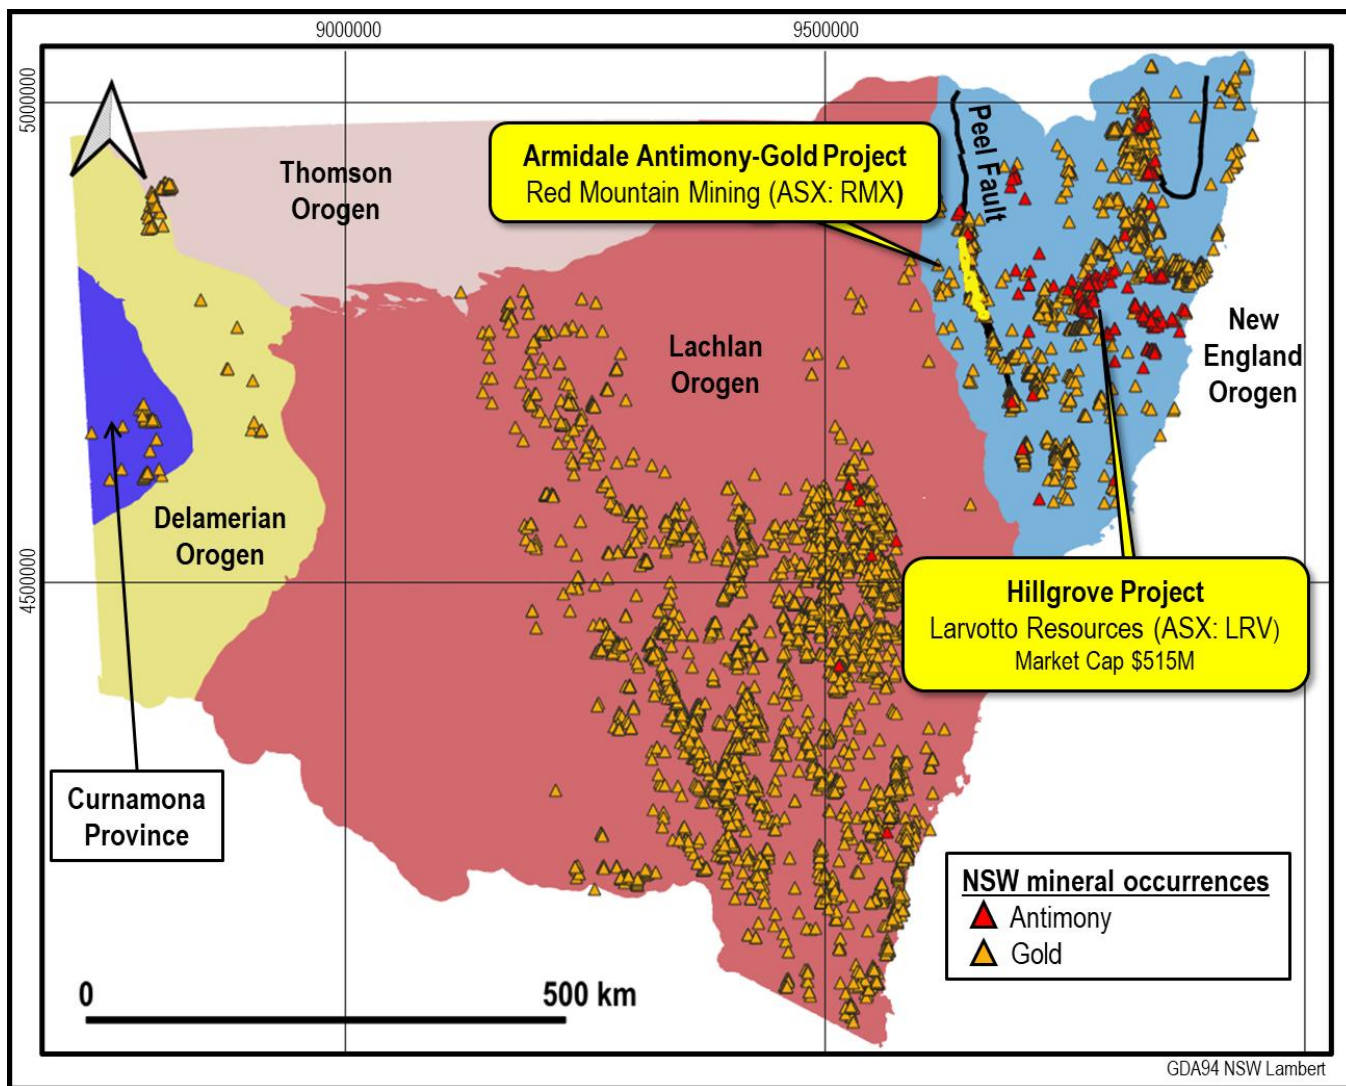 9000000
9500000
5000000
4500000
Thomson
Orogen
Armidale Antimony-Gold Project
Red Mountain Mining (ASX: RMX)
Peel Fault
Lachlan
Orogen
New
England
Orogen
Delamerian
Orogen
Hillgrove Project
Larvotto Resources (ASX: LRV)
Market Cap $515M
Curnamona
Province
NSW mineral occurrences
Antimony
Gold
0
500 km
GDA94 NSW Lambert